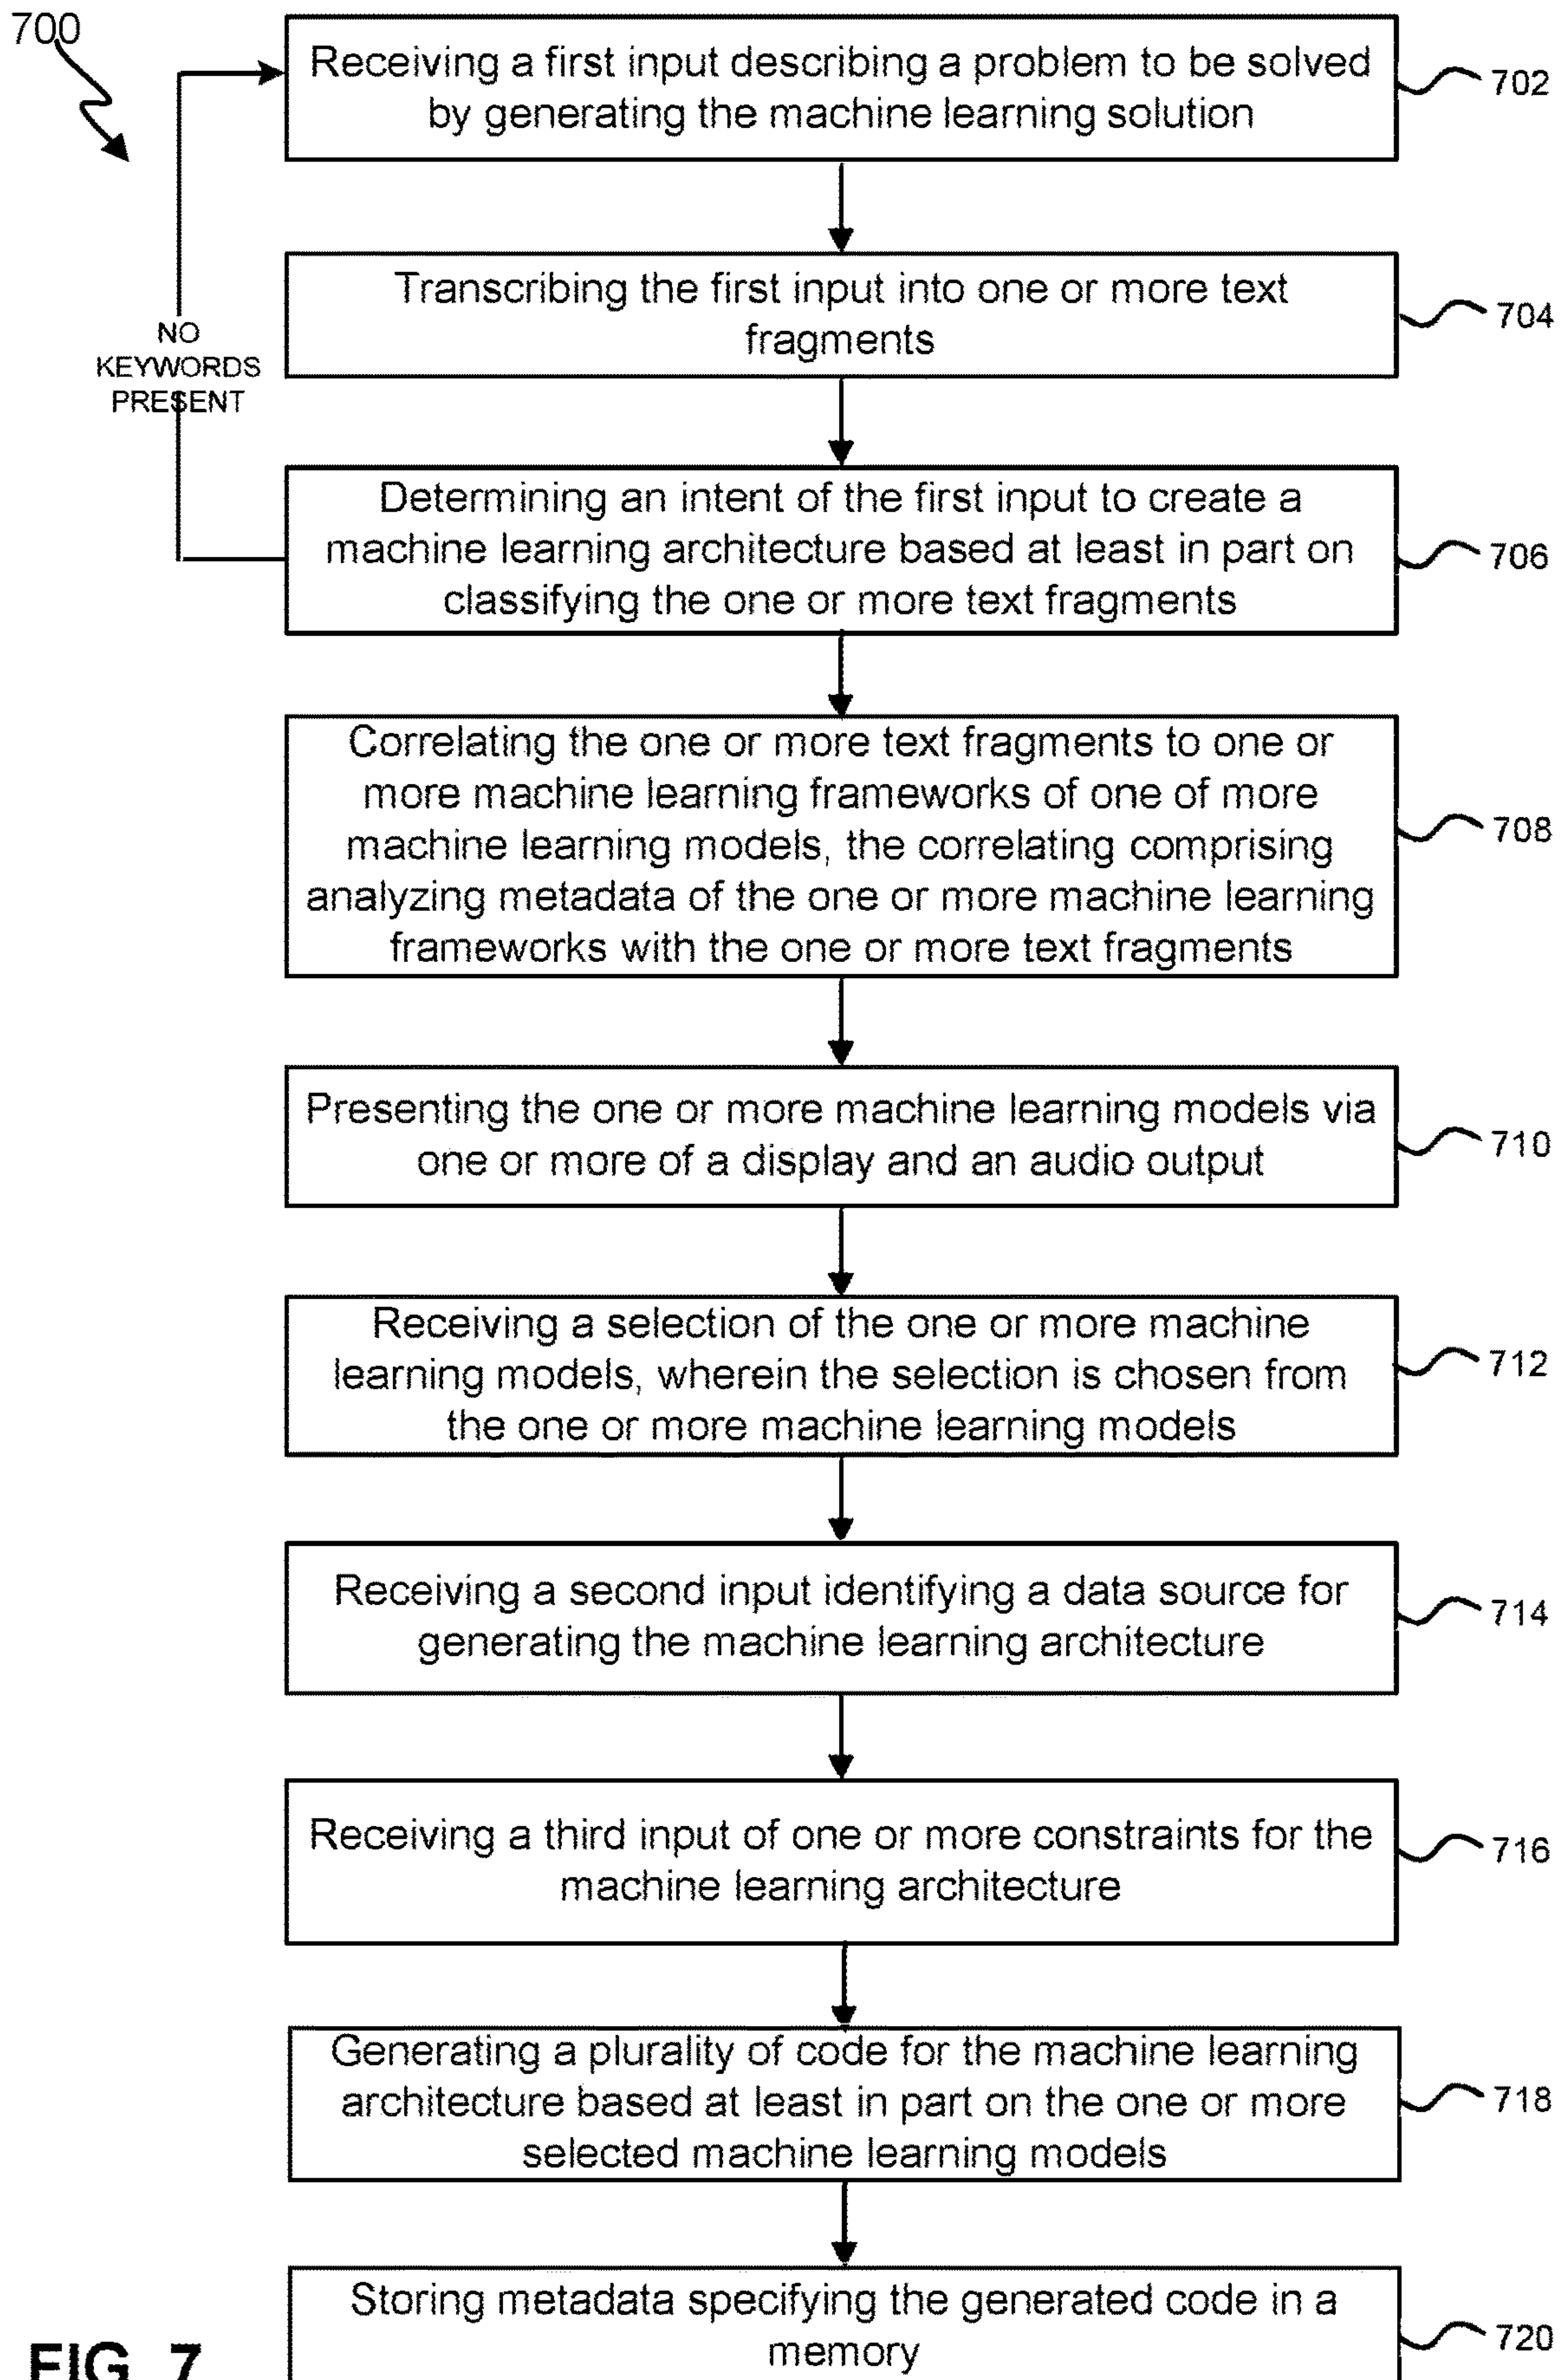 700
Receiving a first input describing a problem to be solved
by generating the machine learning solution
702
Transcribing the first input into one or more text
fragments
704
NO
KEYWORDS
PRESENT
Determining an intent of the first input to create a
machine learning architecture based at least in part on
classifying the one or more text fragments
706
Correlating the one or more text fragments to one or
more machine learning frameworks of one of more
machine learning models, the correlating comprising
analyzing metadata of the one or more machine learning
frameworks with the one or more text fragments
708
Presenting the one or more machine learning models via
one or more of a display and an audio output
710
Receiving a selection of the one or more machine
learning models, wherein the selection is chosen from
the one or more machine learning models
712
Receiving a second input identifying a data source for
generating the machine learning architecture
714
Receiving a third input of one or more constraints for the
machine learning architecture
716
Generating a plurality of code for the machine learning
architecture based at least in part on the one or more
selected machine learning models
718
Storing metadata specifying the generated code in a
memory
720
FIG. 7